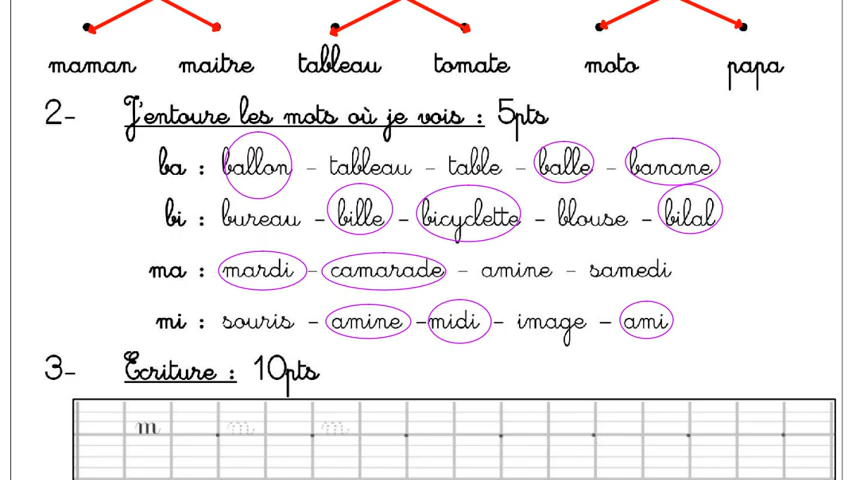 maman maitre tableau tomate moto papa
2- J'entoure les mots où je vois : 5pts
ba : ballon - tableau - table - balle - banane
bi : bureau - bille - bicyclette - blouse - bilal
ma : mardi - camarade - amine - samedi
mi : souris - amine -midi - image - ami
3- Ecriture : 10pts
m m m